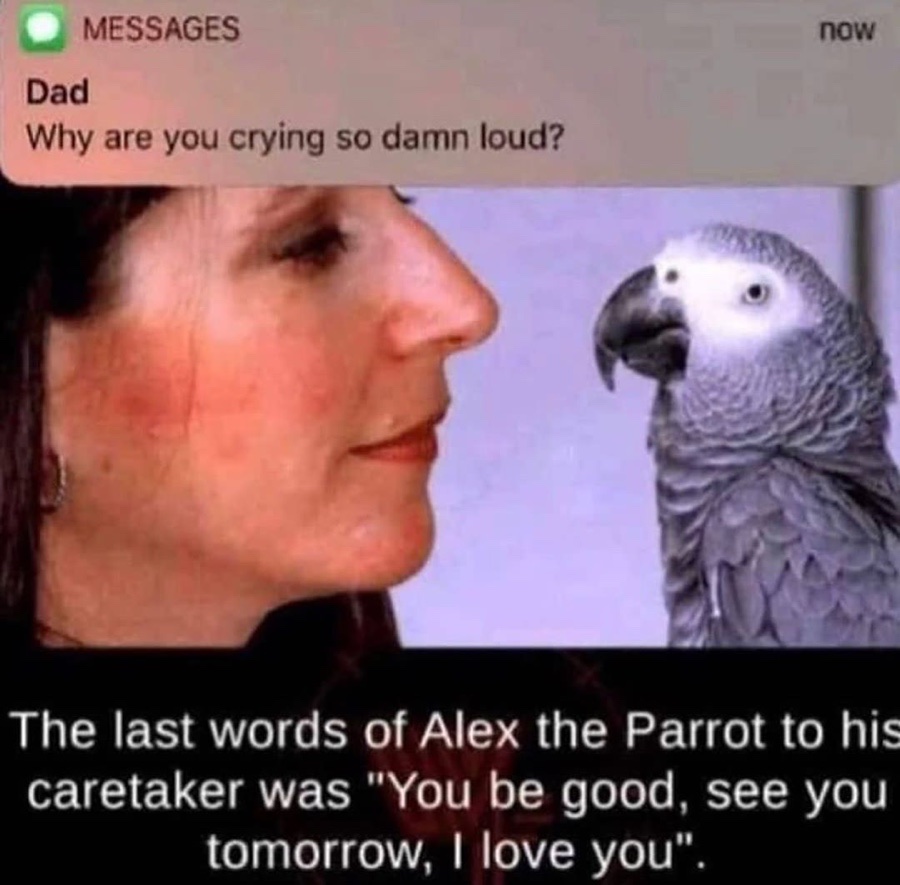 MESSAGES now
Dad
Why are you crying so damn loud?
The last words of Alex the Parrot to his
caretaker was "You be good, see you
tomorrow, I love you".